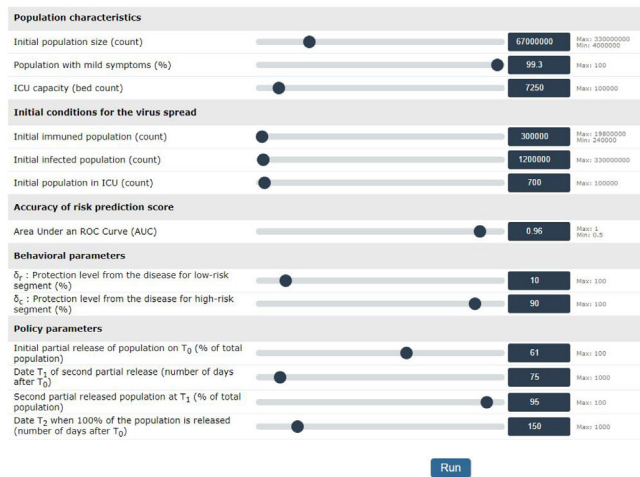 Population characteristics
Initial population size (count) 67000000 Max: 330000000
Min: 4000000
Population with mild symptoms (%) 99.3 Max: 100
ICU capacity (bed count) 7250 Max: 100000
Initial conditions for the virus spread
Initial immuned population (count) 300000 Max: 19800000
Min: 240000
Initial infected population (count) 1200000 Max: 330000000
Initial population in ICU (count) 700 Max: 100000
Accuracy of risk prediction score
Area Under an ROC Curve (AUC) 0.96 Max: 1
Min: 0.5
Behavioral parameters
δr : Protection level from the disease for low-risk
segment (%) 10 Max: 100
δc : Protection level from the disease for high-risk
segment (%) 90 Max: 100
Policy parameters
Initial partial release of population on T0 (% of total
population) 61 Max: 100
Date T1 of second partial release (number of days
after T0) 75 Max: 1000
Second partial released population at T1 (% of total
population) 95 Max: 100
Date T2 when 100% of the population is released
(number of days after T0) 150 Max: 1000
Run